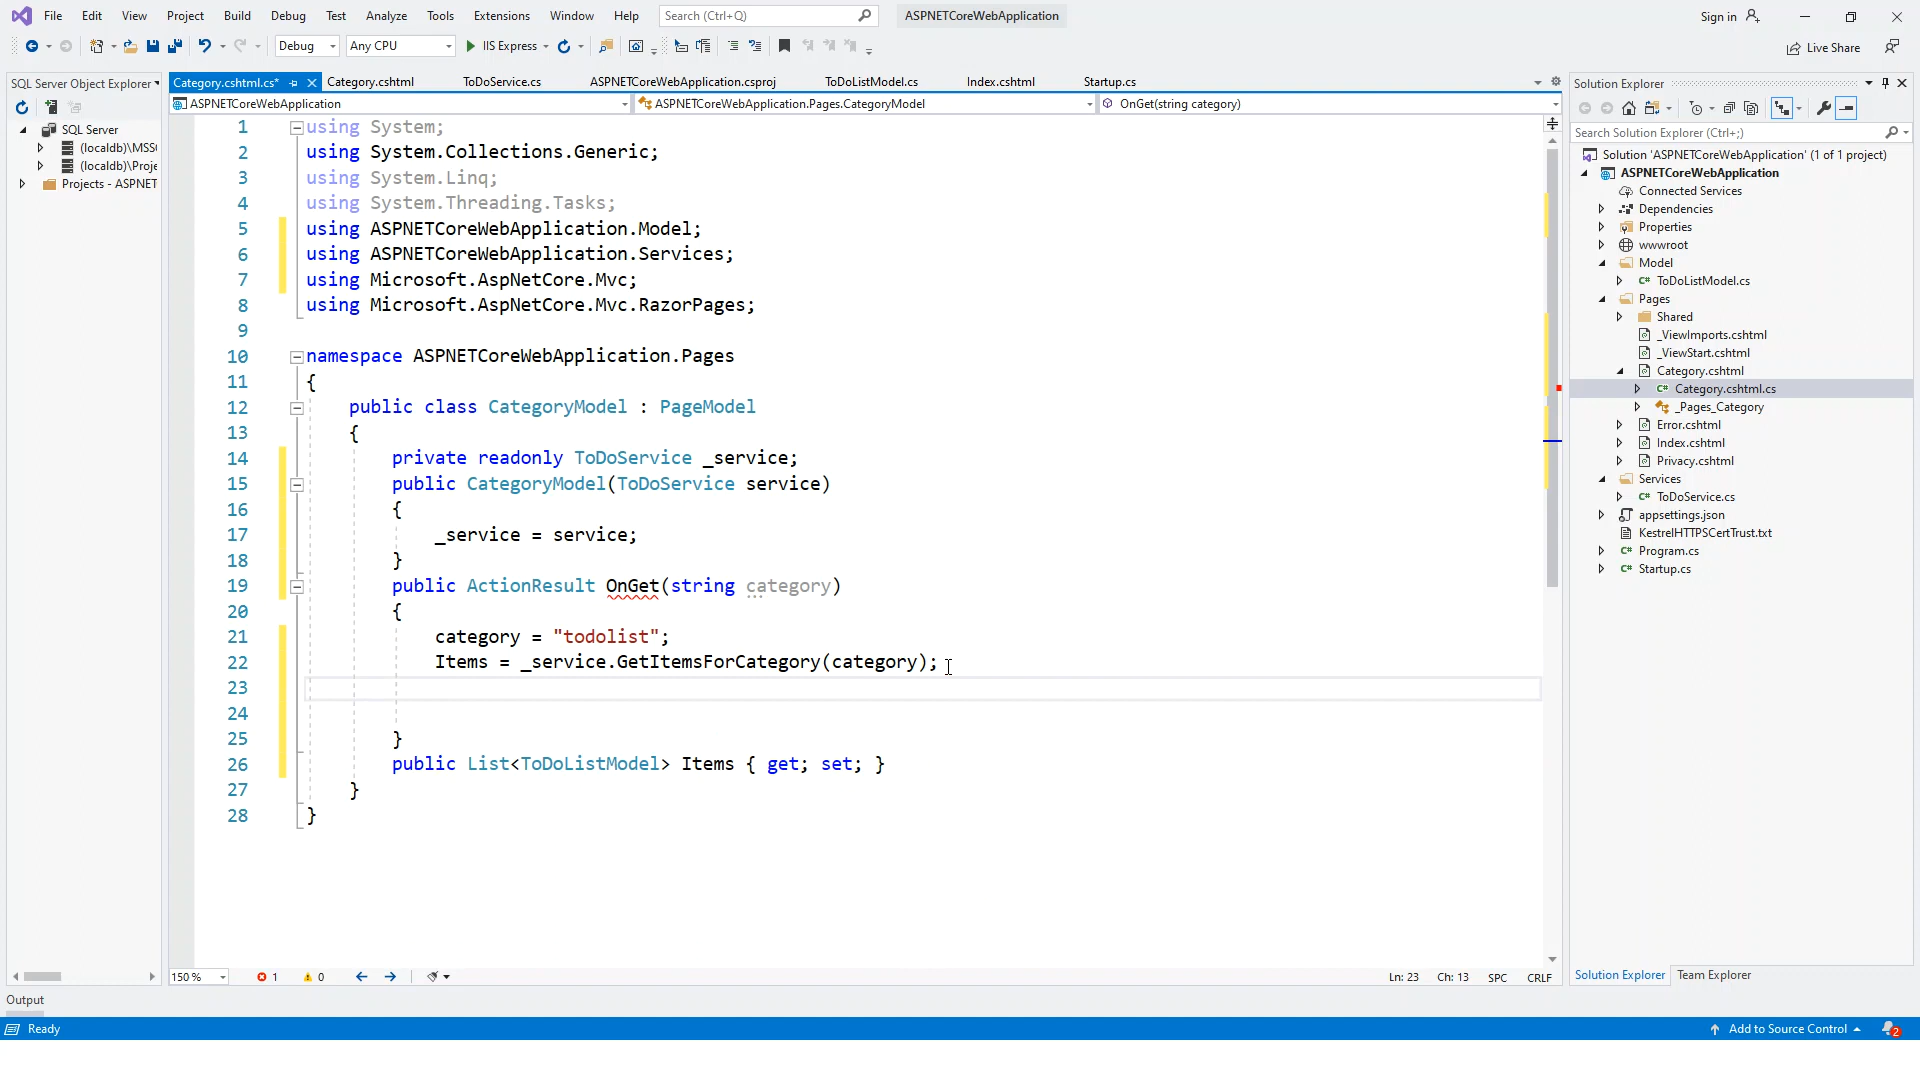 File Edit View Project Build Debug Test Analyze Tools Extensions Window Help Search (Ctrl+Q) ASPNETCoreWebApplication Sign in
Debug Any CPU IIS Express Live Share
SQL Server Object Explorer
SQL Server
(localdb)\MSS
(localdb)\Proje
Projects - ASPNET
Category.cshtml.cs* Category.cshtml ToDoService.cs ASPNETCoreWebApplication.csproj ToDoListModel.cs Index.cshtml Startup.cs
ASPNETCoreWebApplication ASPNETCoreWebApplication.Pages.CategoryModel OnGet(string category)
1 using System;
2 using System.Collections.Generic;
3 using System.Linq;
4 using System.Threading.Tasks;
5 using ASPNETCoreWebApplication.Model;
6 using ASPNETCoreWebApplication.Services;
7 using Microsoft.AspNetCore.Mvc;
8 using Microsoft.AspNetCore.Mvc.RazorPages;
9
10 namespace ASPNETCoreWebApplication.Pages
11 {
12 public class CategoryModel : PageModel
13 {
14 private readonly ToDoService _service;
15 public CategoryModel(ToDoService service)
16 {
17 _service = service;
18 }
19 public ActionResult OnGet(string category)
20 {
21 category = "todolist";
22 Items = _service.GetItemsForCategory(category);
23
24
25 }
26 public List<ToDoListModel> Items { get; set; }
27 }
28 }
150 % 1 0 Ln: 23 Ch: 13 SPC CRLF
Solution Explorer
Search Solution Explorer (Ctrl+;)
Solution 'ASPNETCoreWebApplication' (1 of 1 project)
ASPNETCoreWebApplication
Connected Services
Dependencies
Properties
wwwroot
Model
ToDoListModel.cs
Pages
Shared
_ViewImports.cshtml
_ViewStart.cshtml
Category.cshtml
Category.cshtml.cs
_Pages_Category
Error.cshtml
Index.cshtml
Privacy.cshtml
Services
ToDoService.cs
appsettings.json
KestrelHTTPSCertTrust.txt
Program.cs
Startup.cs
Solution Explorer Team Explorer
Output
Ready Add to Source Control 2